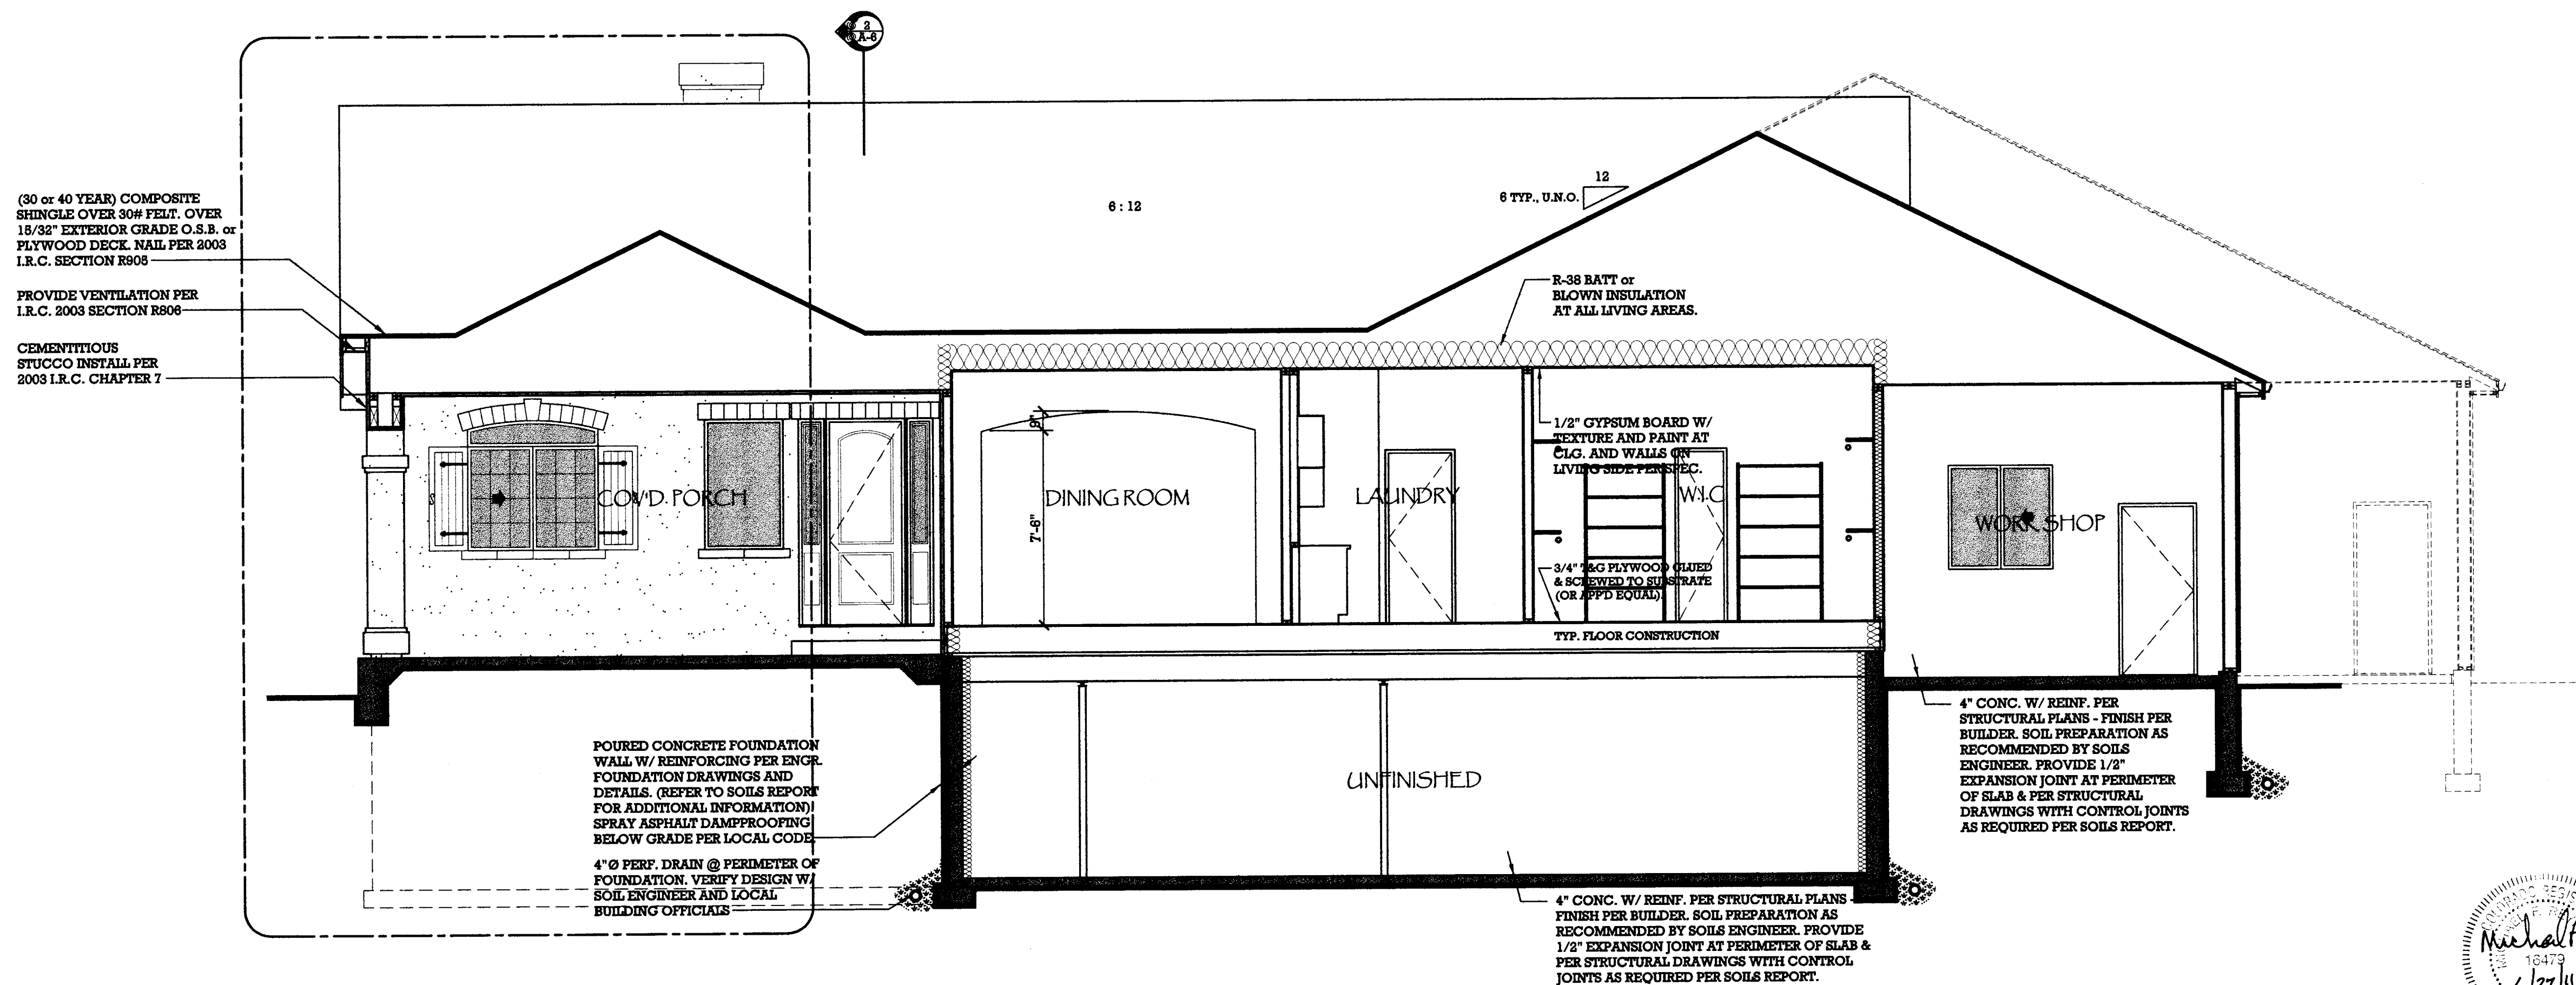 2
A-6
(30 or 40 YEAR) COMPOSITE
SHINGLE OVER 30# FELT. OVER
15/32" EXTERIOR GRADE O.S.B. or
PLYWOOD DECK. NAIL PER 2003
I.R.C. SECTION R905
PROVIDE VENTILATION PER
I.R.C. 2003 SECTION R806
CEMENTITIOUS
STUCCO INSTALL PER
2003 I.R.C. CHAPTER 7
6 : 12
12
6 TYP., U.N.O.
R-38 BATT or
BLOWN INSULATION
AT ALL LIVING AREAS.
9"
7'-6"
1/2" GYPSUM BOARD W/
TEXTURE AND PAINT AT
CLG. AND WALLS ON
LIVING SIDE PER SPEC.
S
COV'D. PORCH
DINING ROOM
LAUNDRY
W.I.C
WORK SHOP
3/4" T&G PLYWOOD GLUED
& SCREWED TO SUBSTRATE
(OR APP'D EQUAL).
TYP. FLOOR CONSTRUCTION
POURED CONCRETE FOUNDATION
WALL W/ REINFORCING PER ENGR.
FOUNDATION DRAWINGS AND
DETAILS. (REFER TO SOILS REPORT
FOR ADDITIONAL INFORMATION)
SPRAY ASPHALT DAMPPROOFING
BELOW GRADE PER LOCAL CODE.
4"Ø PERF. DRAIN @ PERIMETER OF
FOUNDATION. VERIFY DESIGN W/
SOIL ENGINEER AND LOCAL
BUILDING OFFICIALS
UNFINISHED
4" CONC. W/ REINF. PER
STRUCTURAL PLANS - FINISH PER
BUILDER. SOIL PREPARATION AS
RECOMMENDED BY SOILS
ENGINEER. PROVIDE 1/2"
EXPANSION JOINT AT PERIMETER
OF SLAB & PER STRUCTURAL
DRAWINGS WITH CONTROL JOINTS
AS REQUIRED PER SOILS REPORT.
4" CONC. W/ REINF. PER STRUCTURAL PLANS -
FINISH PER BUILDER. SOIL PREPARATION AS
RECOMMENDED BY SOILS ENGINEER. PROVIDE
1/2" EXPANSION JOINT AT PERIMETER OF SLAB &
PER STRUCTURAL DRAWINGS WITH CONTROL
JOINTS AS REQUIRED PER SOILS REPORT.
COLORADO REGIS
Michael
16479